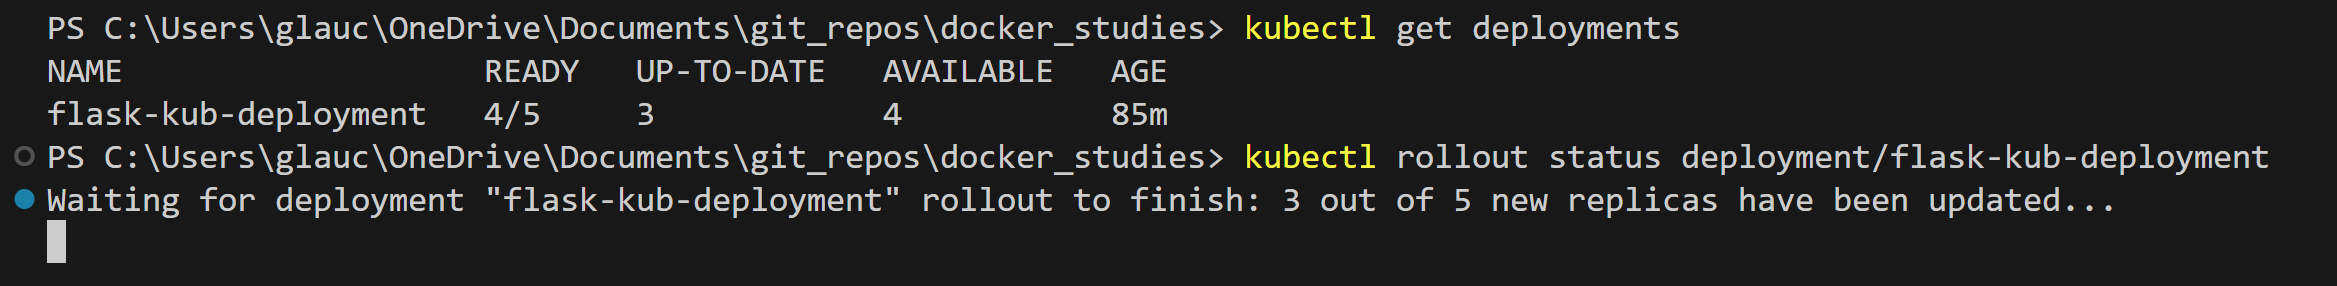 PS C:\Users\glauc\OneDrive\Documents\git_repos\docker_studies> kubectl get deployments
NAME                   READY   UP-TO-DATE   AVAILABLE   AGE
flask-kub-deployment   4/5     3            4           85m
PS C:\Users\glauc\OneDrive\Documents\git_repos\docker_studies> kubectl rollout status deployment/flask-kub-deployment
Waiting for deployment "flask-kub-deployment" rollout to finish: 3 out of 5 new replicas have been updated...